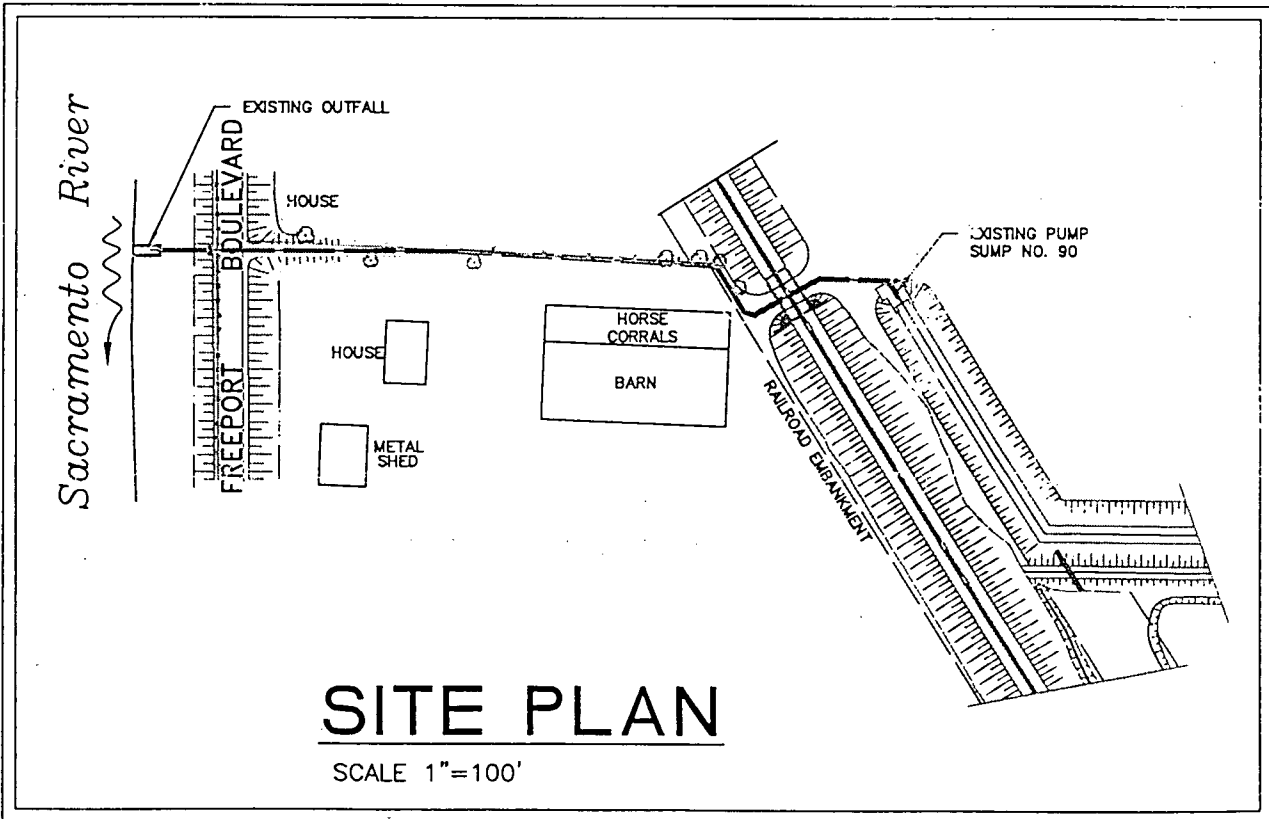 Sacramento River
EXISTING OUTFALL
FREEPORT BOULEVARD
HOUSE
EXISTING PUMP
SUMP NO. 90
HOUSE
HORSE
CORRALS
BARN
METAL
SHED
RAILROAD EMBANKMENT
SITE PLAN
SCALE 1"=100'